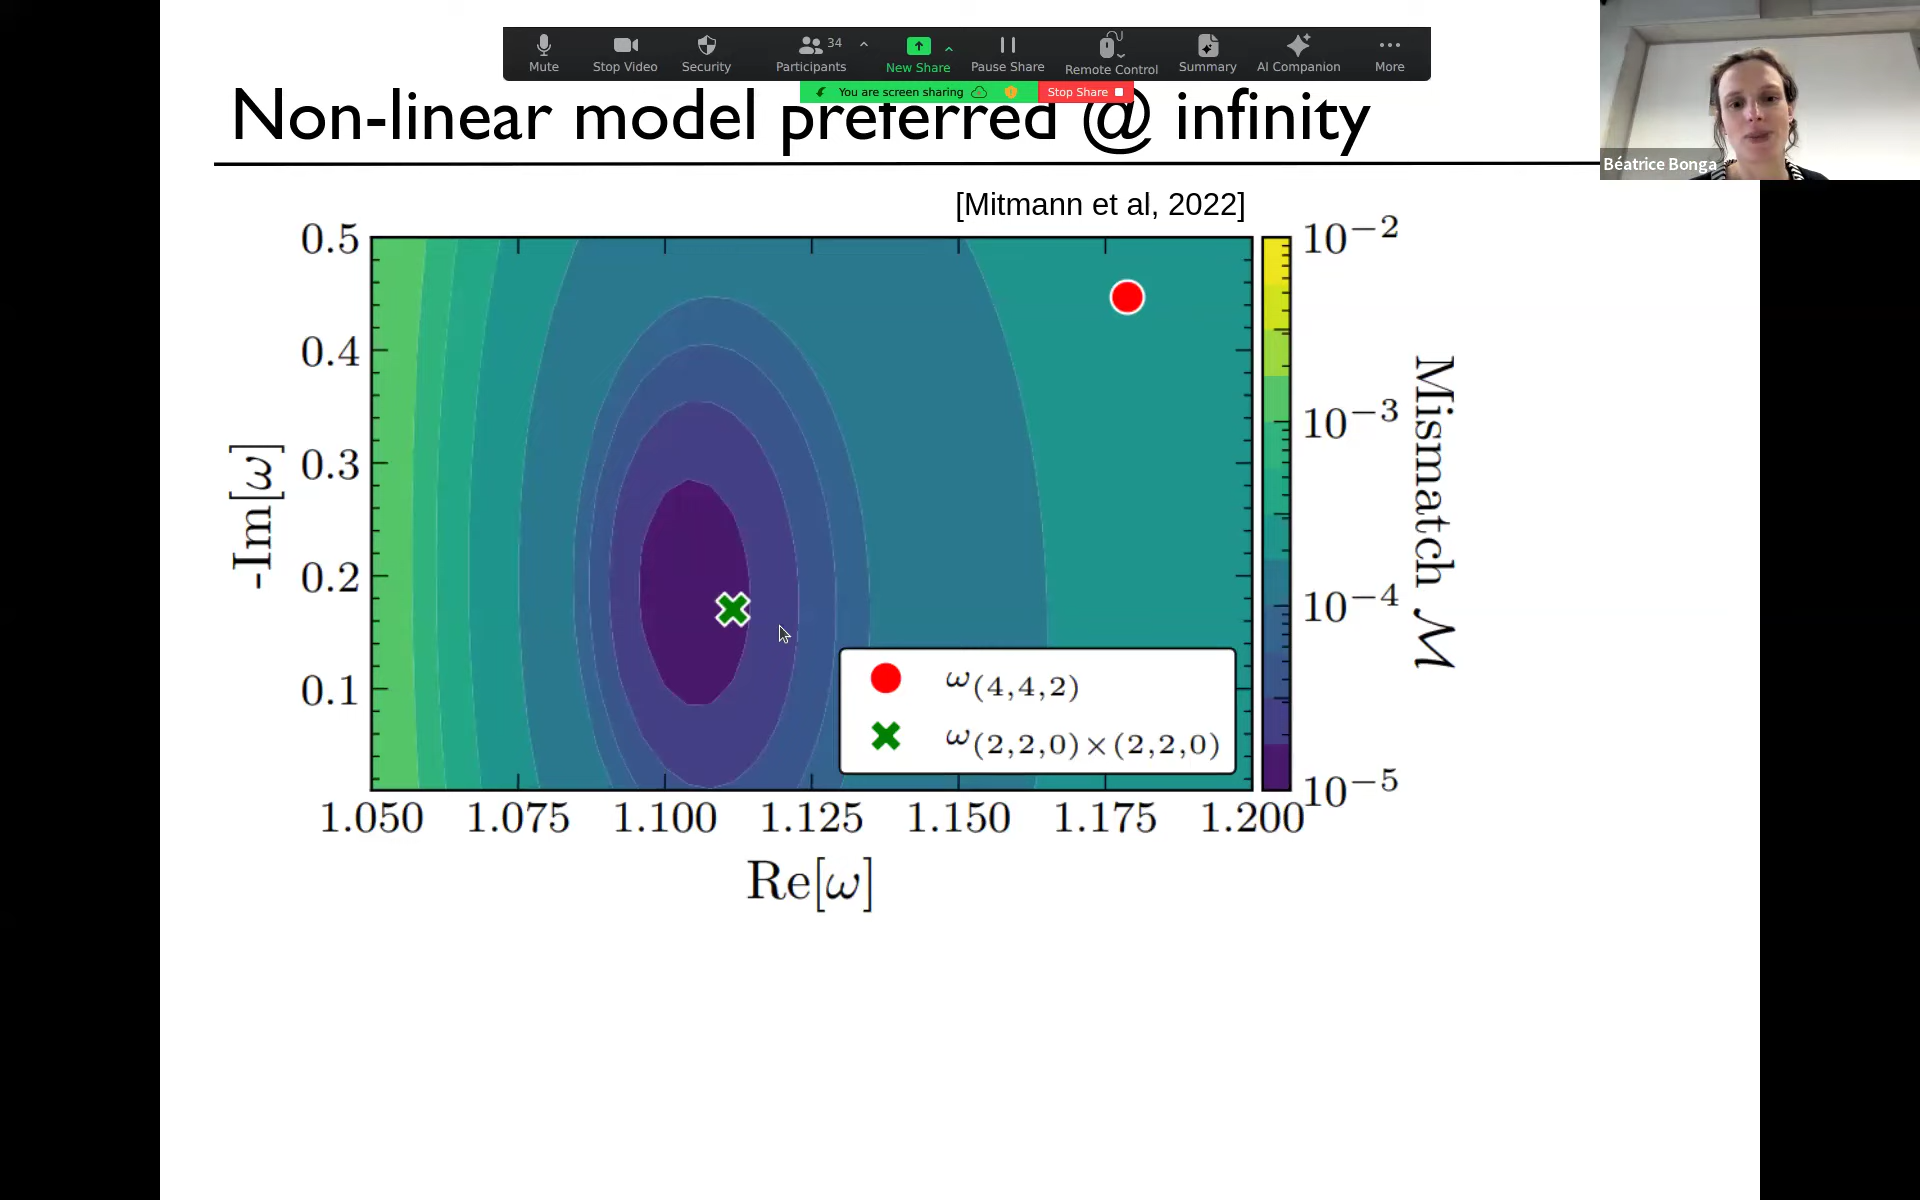 Mute
Stop Video
Security
Participants
34
New Share
Pause Share
Remote Control
Summary
AI Companion
More
You are screen sharing
Stop Share
Non-linear model preferred @ infinity
Béatrice Bonga
[Mitmann et al, 2022]
0.5
0.4
0.3
0.2
0.1
-Im[ω]
1.050 1.075 1.100 1.125 1.150 1.175 1.200
Re[ω]
ω(4,4,2)
ω(2,2,0)×(2,2,0)
10⁻²
10⁻³
10⁻⁴
10⁻⁵
Mismatch ℳ